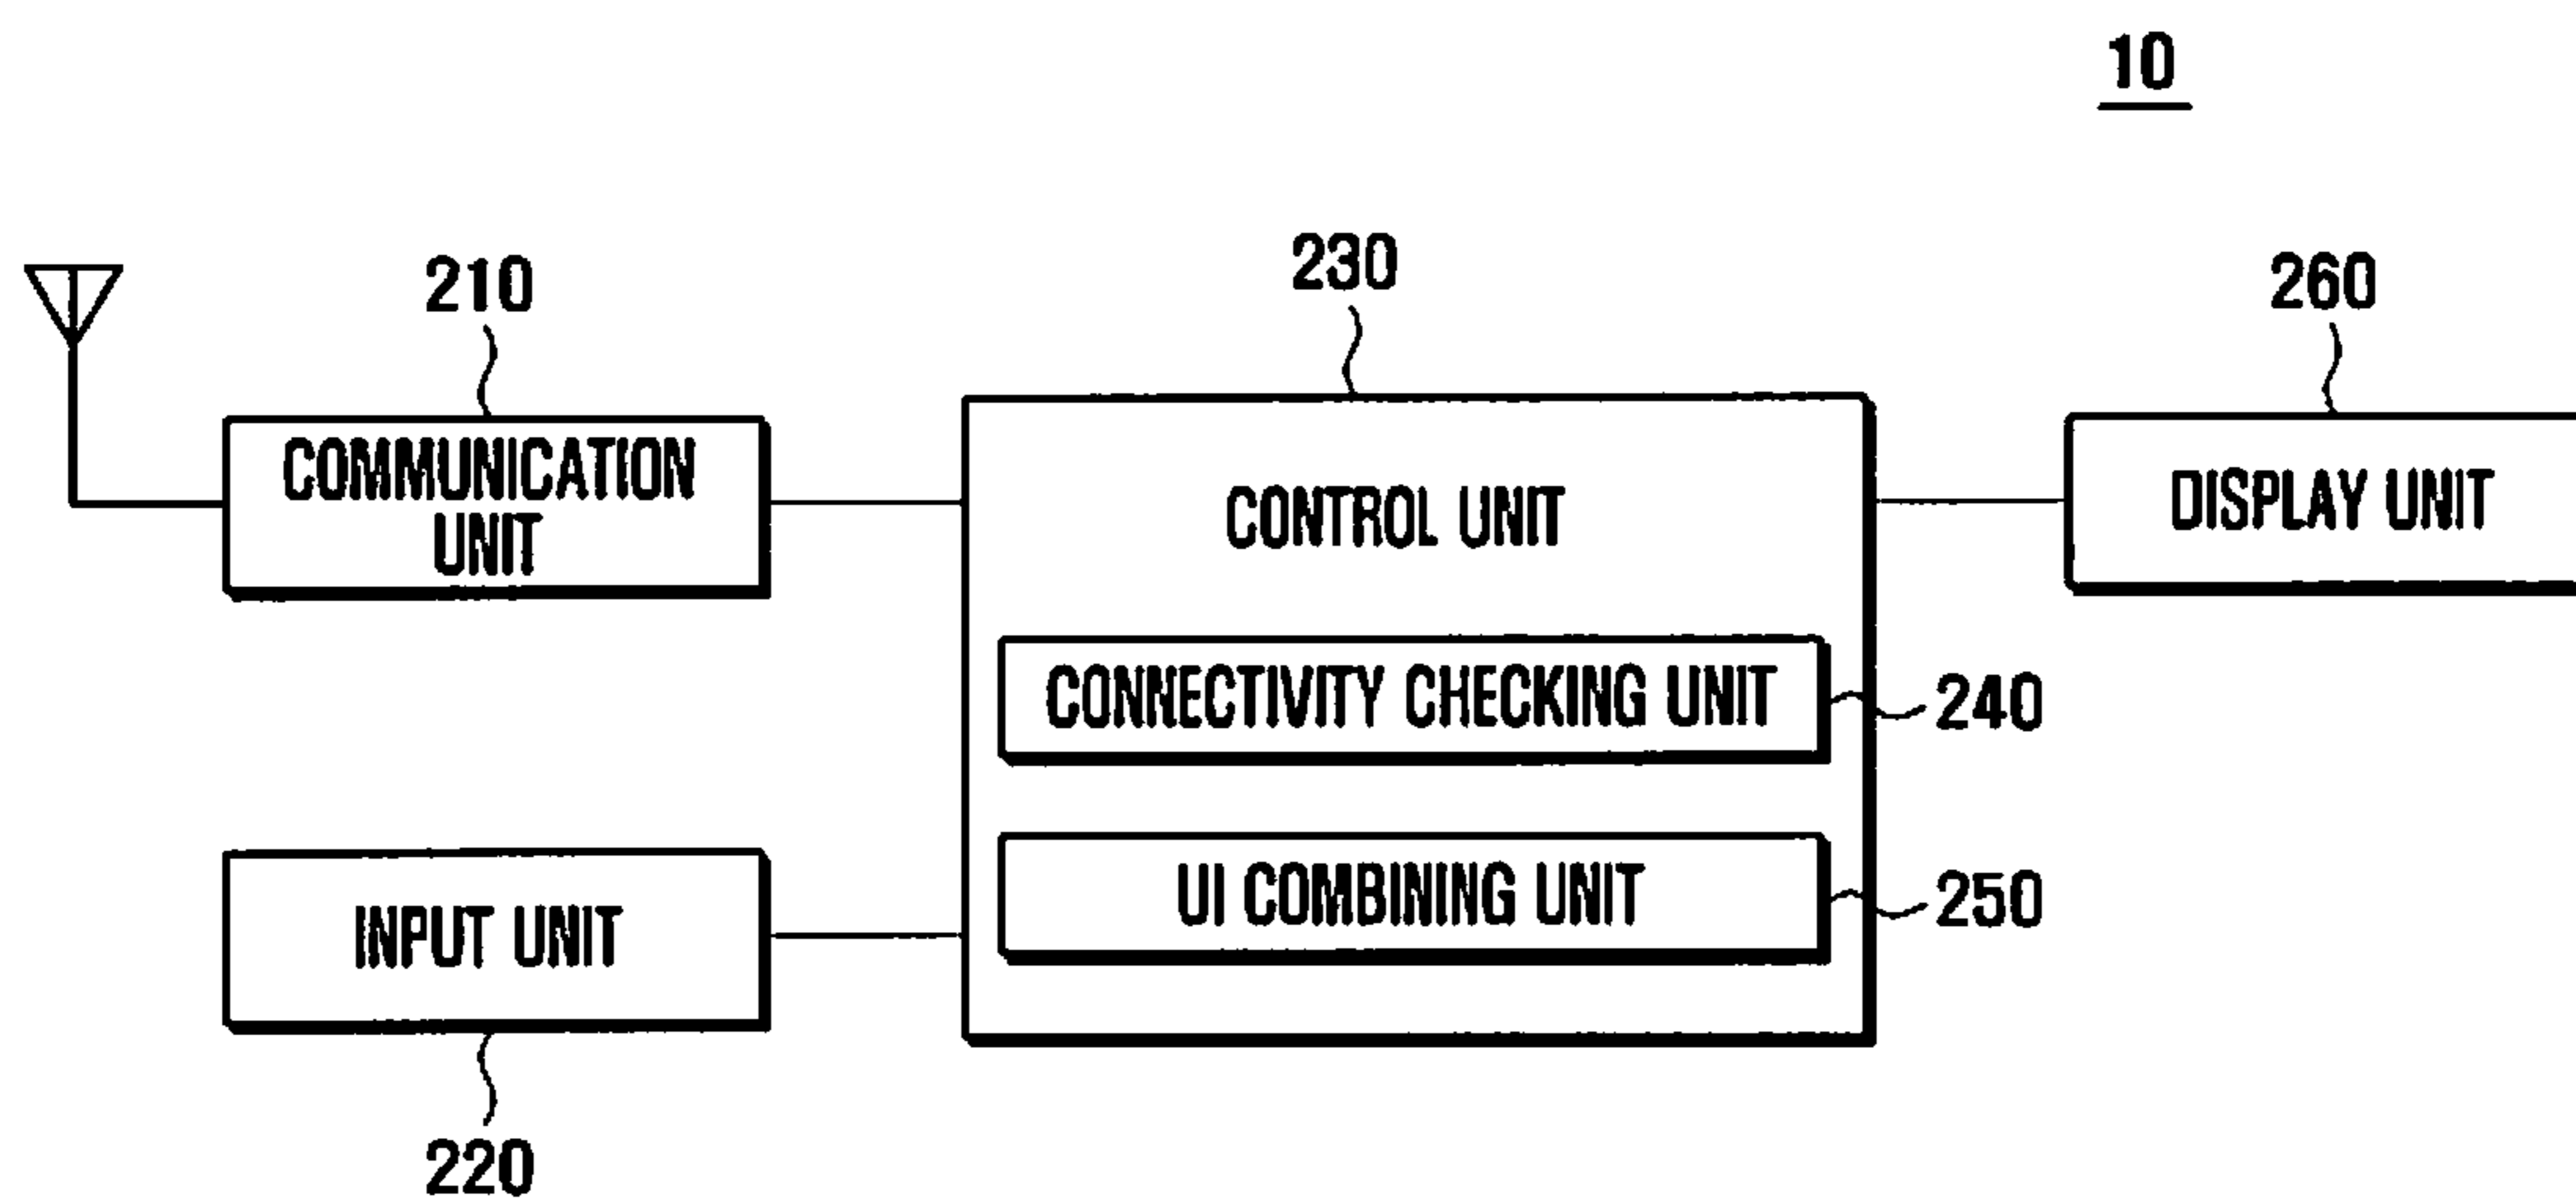 10
210
230
260
COMMUNICATION
UNIT
CONTROL UNIT
DISPLAY UNIT
CONNECTIVITY CHECKING UNIT
240
UI COMBINING UNIT
250
INPUT UNIT
220